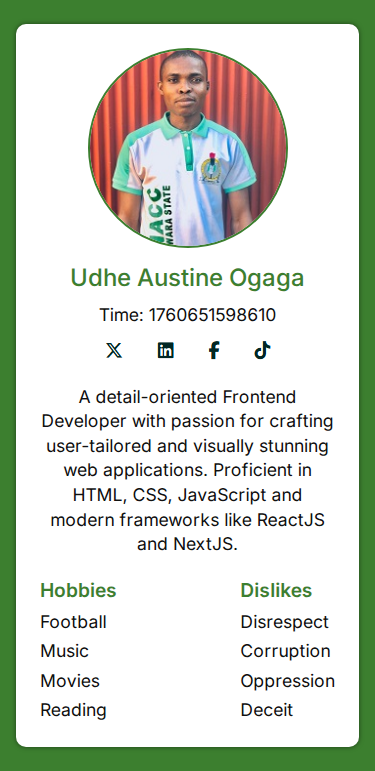 IACC
WARA STATE
Udhe Austine Ogaga
Time: 1760651598610
A detail-oriented Frontend
Developer with passion for crafting
user-tailored and visually stunning
web applications. Proficient in
HTML, CSS, JavaScript and
modern frameworks like ReactJS
and NextJS.
Hobbies
Football
Music
Movies
Reading
Dislikes
Disrespect
Corruption
Oppression
Deceit